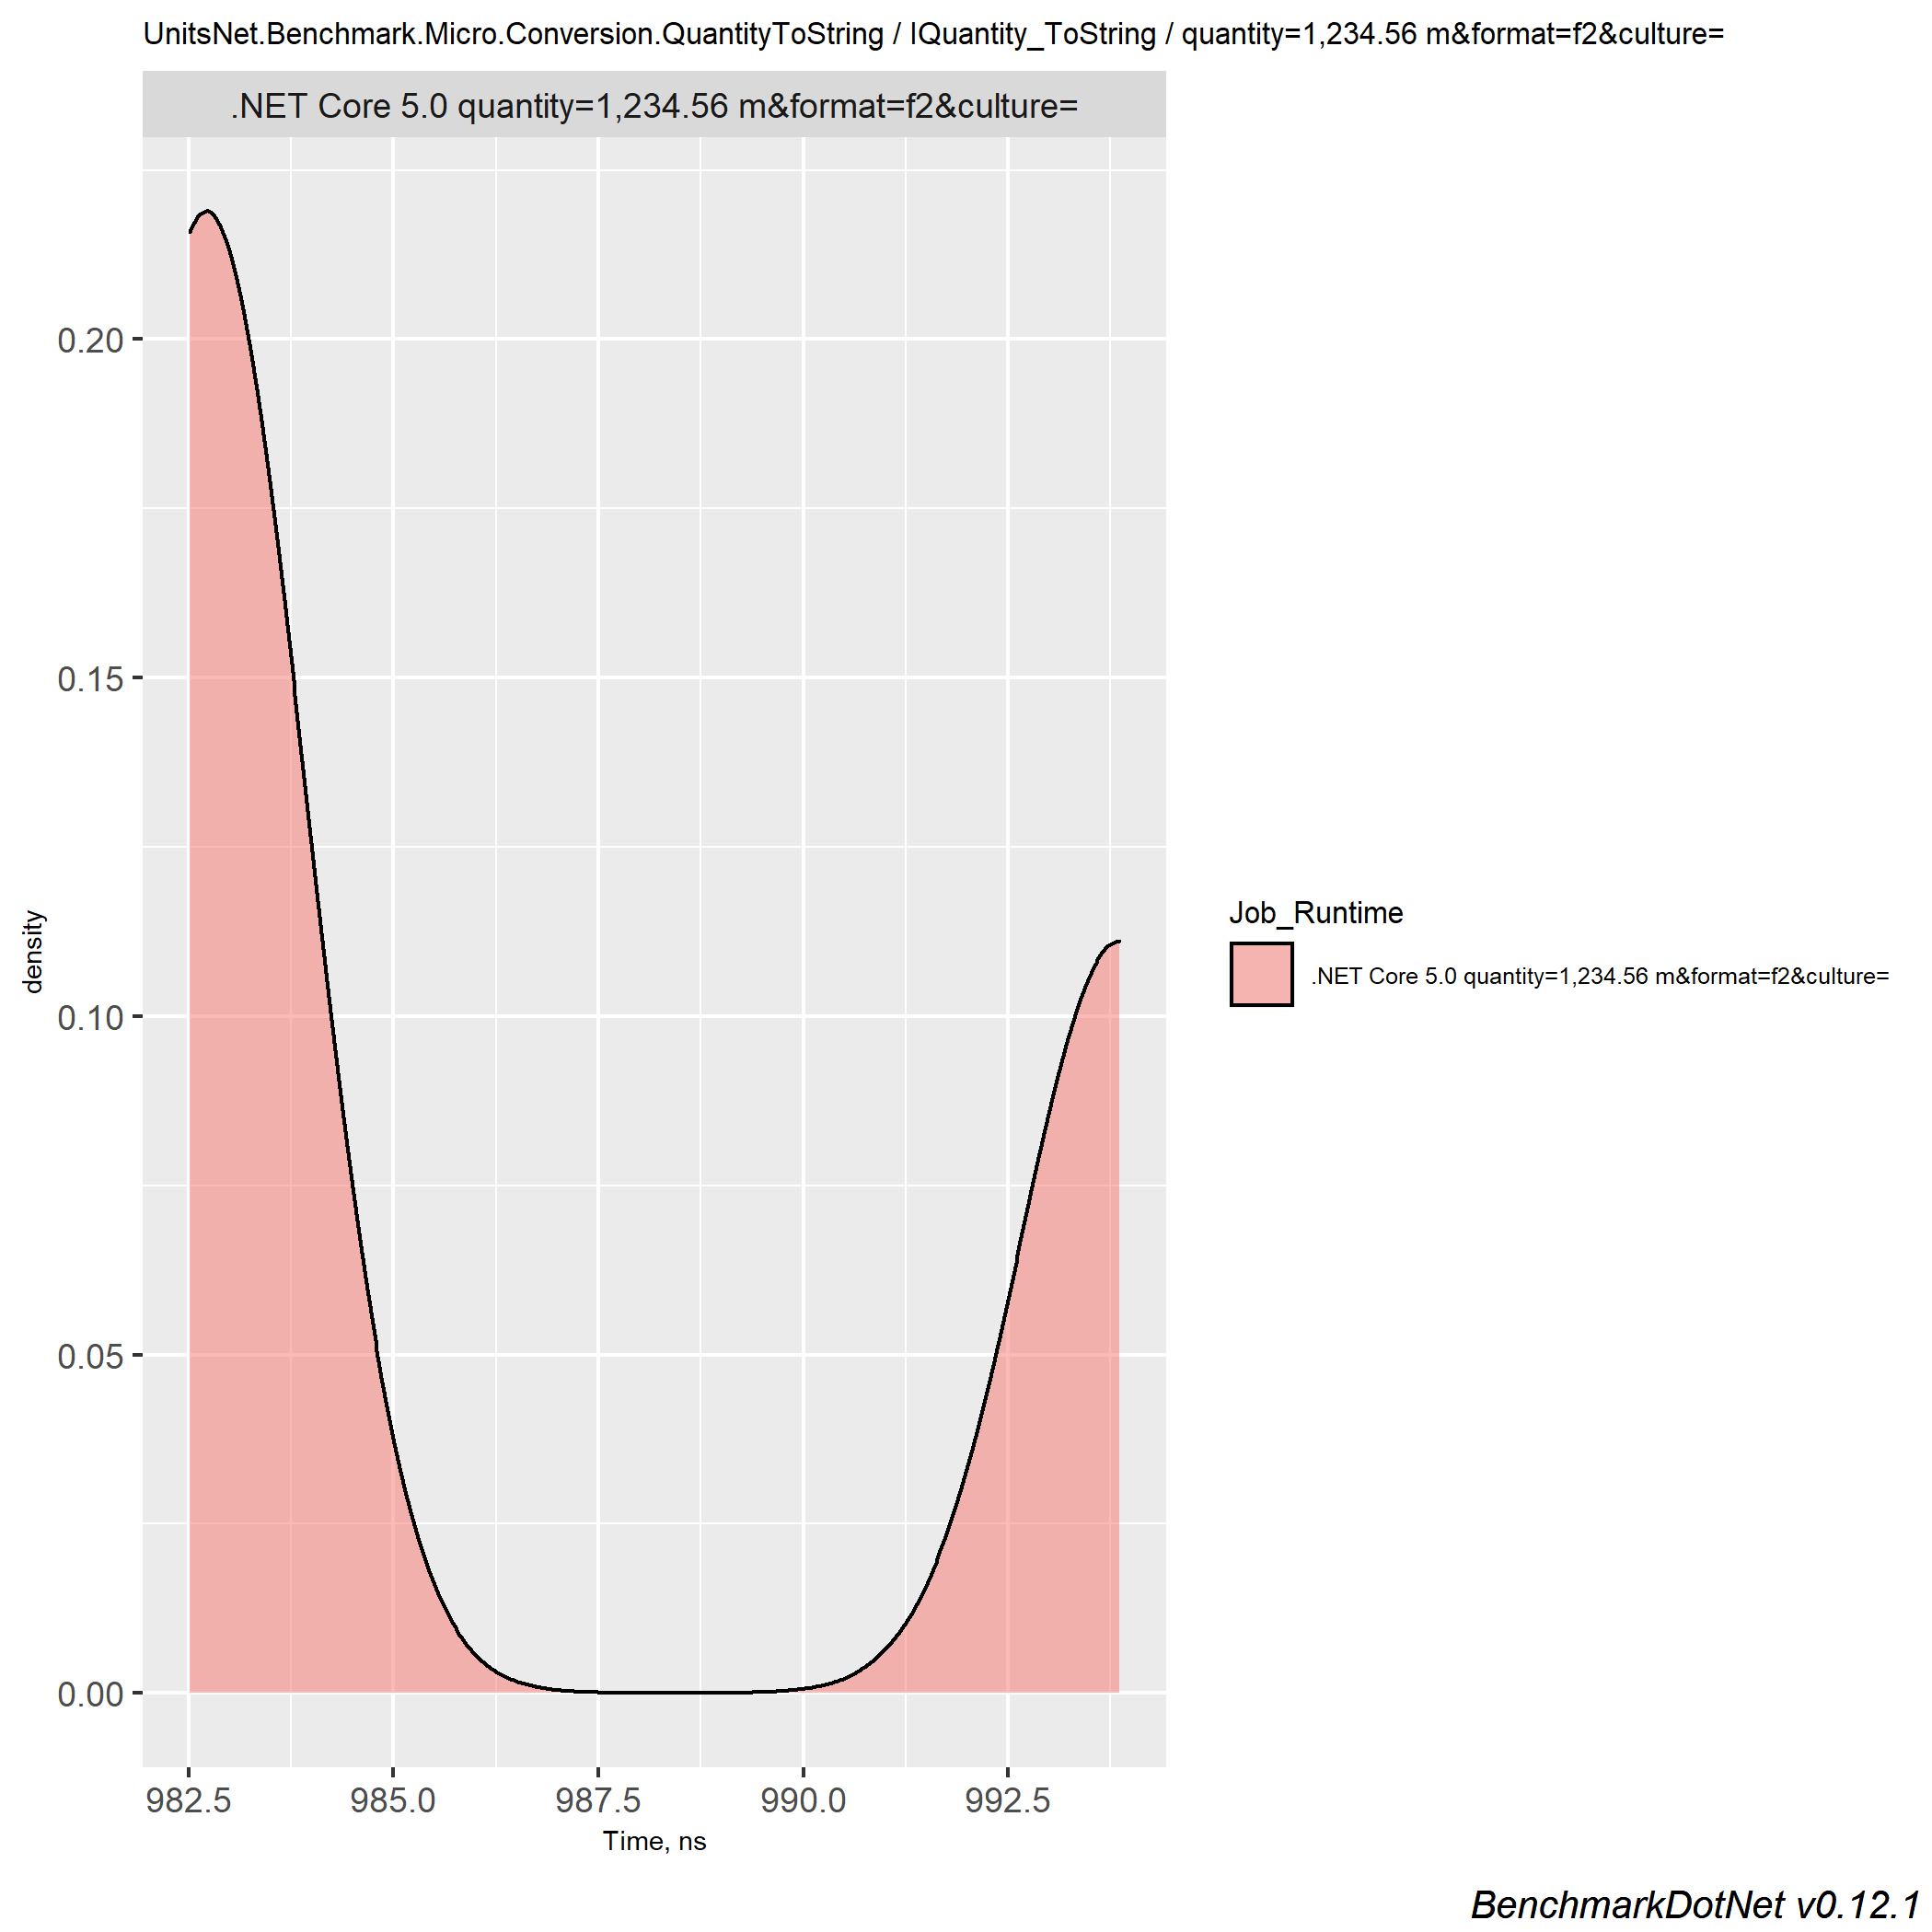 UnitsNet.Benchmark.Micro.Conversion.QuantityToString / IQuantity_ToString / quantity=1,234.56 m&format=f2&culture=
.NET Core 5.0 quantity=1,234.56 m&format=f2&culture=
0.20
0.15
0.10
0.05
0.00
density
982.5
985.0
987.5
990.0
992.5
Time, ns
Job_Runtime
.NET Core 5.0 quantity=1,234.56 m&format=f2&culture=
BenchmarkDotNet v0.12.1